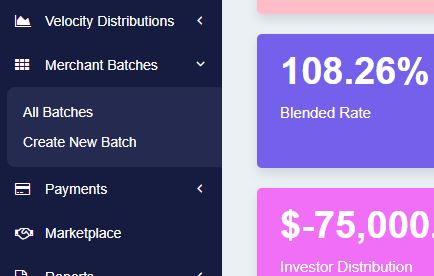 Velocity Distributions
Merchant Batches
All Batches
Create New Batch
Payments
Marketplace
Reports
108.26%
Blended Rate
$-75,000.
Investor Distribution